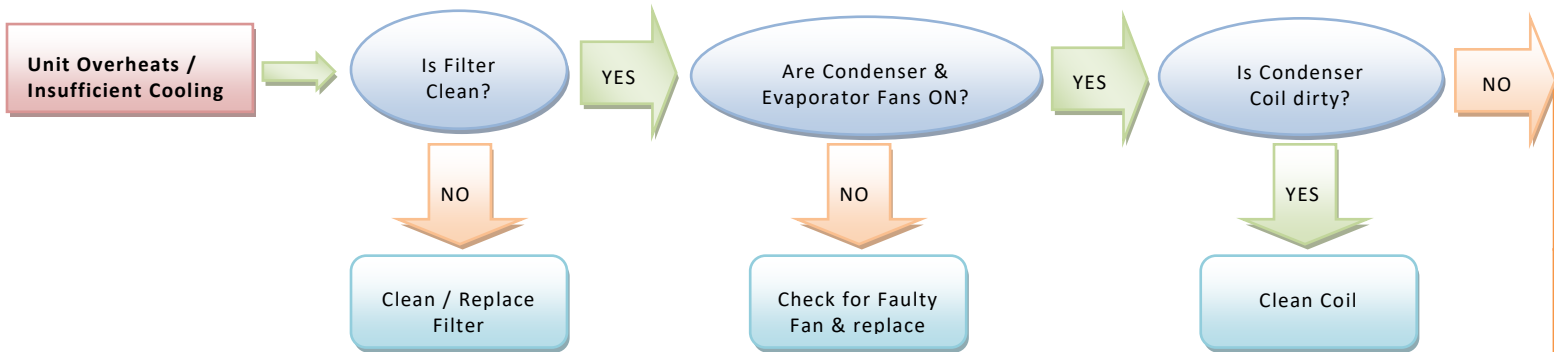 Unit Overheats /
Insufficient Cooling
Is Filter
Clean?
YES
Are Condenser &
Evaporator Fans ON?
YES
Is Condenser
Coil dirty?
NO
NO
NO
YES
Clean / Replace
Filter
Check for Faulty
Fan & replace
Clean Coil